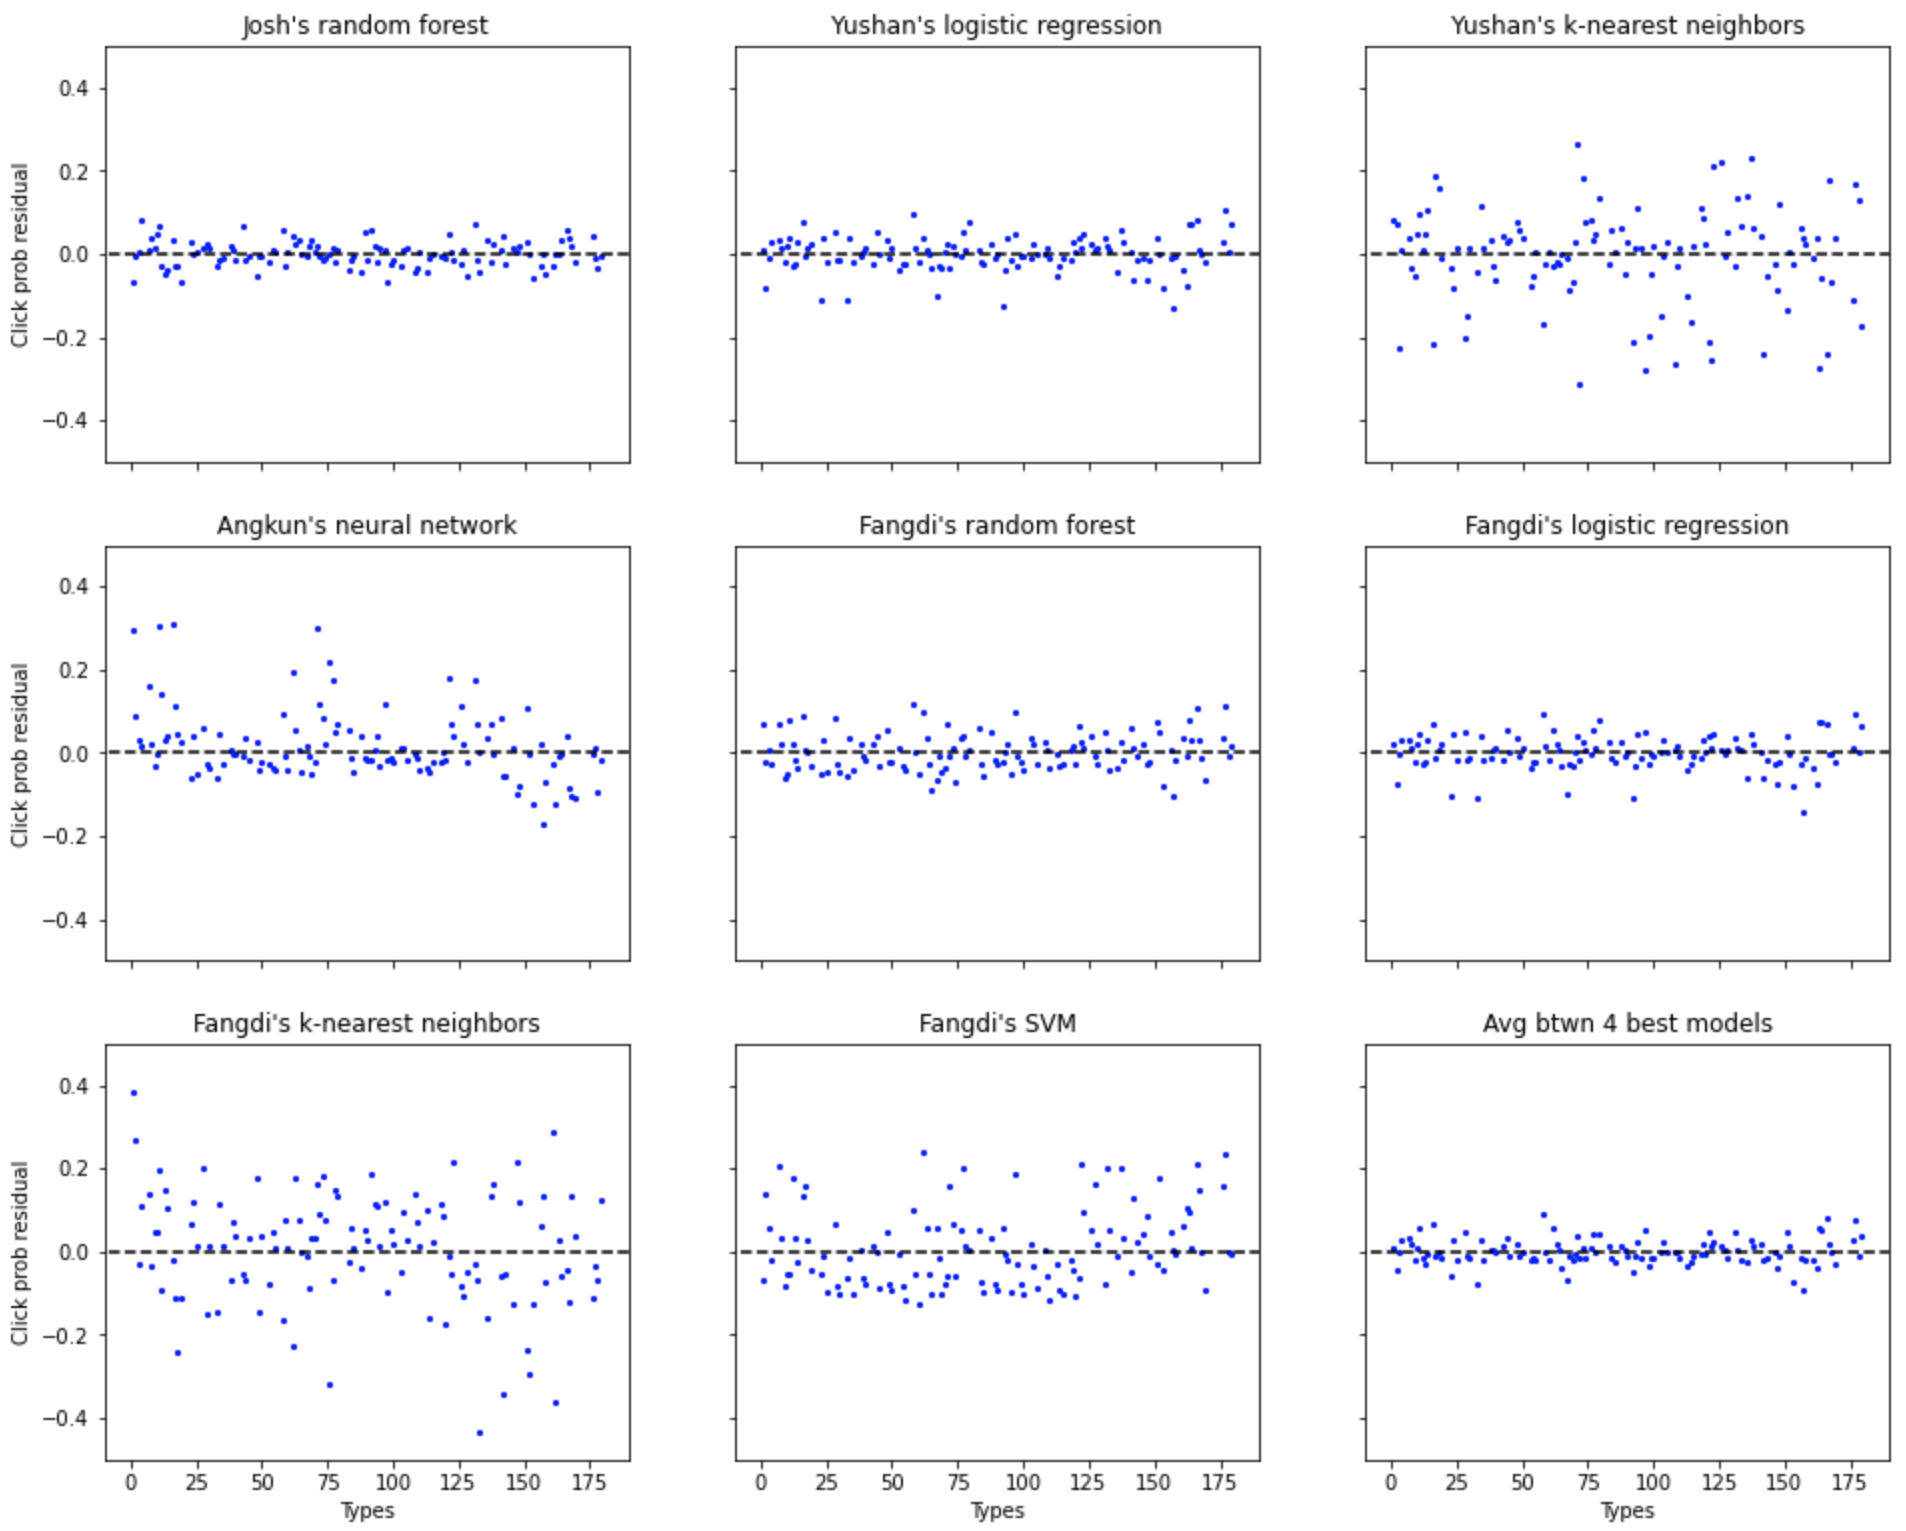 Josh's random forest
Yushan's logistic regression
Yushan's k-nearest neighbors
0.4
0.2
0.0
−0.2
−0.4
Click prob residual
Angkun's neural network
Fangdi's random forest
Fangdi's logistic regression
0.4
0.2
0.0
−0.2
−0.4
Click prob residual
Fangdi's k-nearest neighbors
Fangdi's SVM
Avg btwn 4 best models
0.4
0.2
0.0
−0.2
−0.4
Click prob residual
0 25 50 75 100 125 150 175
Types
0 25 50 75 100 125 150 175
Types
0 25 50 75 100 125 150 175
Types